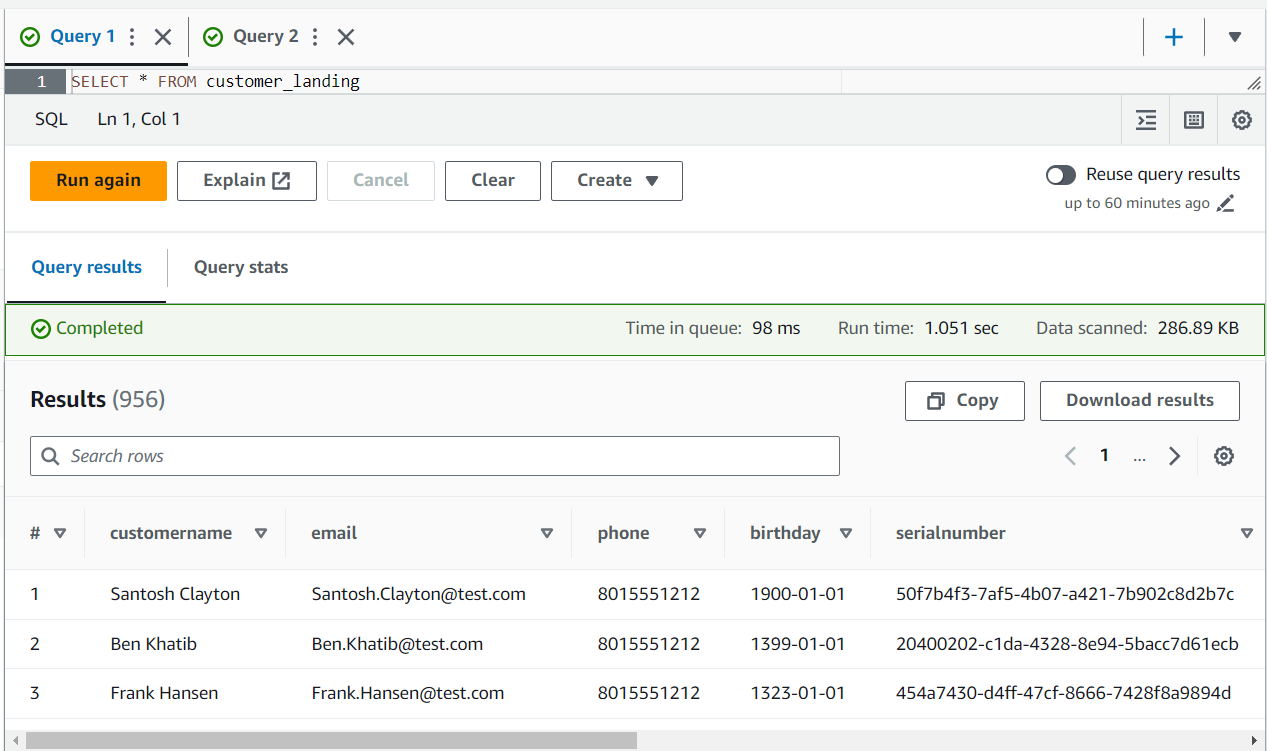 Query 1 Query 2
1 SELECT * FROM customer_landing
SQL Ln 1, Col 1
Run again Explain Cancel Clear Create Reuse query results
up to 60 minutes ago
Query results Query stats
Completed Time in queue: 98 ms Run time: 1.051 sec Data scanned: 286.89 KB
Results (956) Copy Download results
Search rows 1 ...
# customername email phone birthday serialnumber
1 Santosh Clayton Santosh.Clayton@test.com 8015551212 1900-01-01 50f7b4f3-7af5-4b07-a421-7b902c8d2b7c
2 Ben Khatib Ben.Khatib@test.com 8015551212 1399-01-01 20400202-c1da-4328-8e94-5bacc7d61ecb
3 Frank Hansen Frank.Hansen@test.com 8015551212 1323-01-01 454a7430-d4ff-47cf-8666-7428f8a9894d